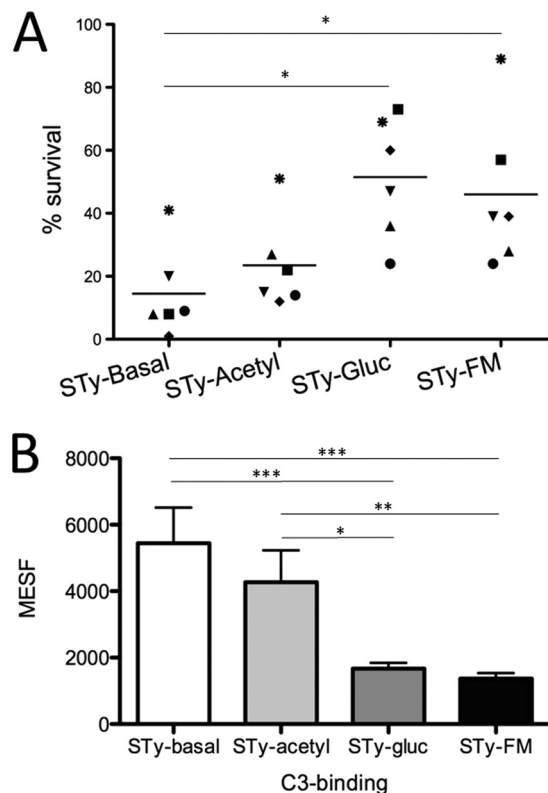 A
100
*
80
*
60
% survival
40
20
0
STy-Basal
STy-Acetyl
STy-Gluc
STy-FM
B
8000
***
***
6000
**
*
MESF
4000
2000
0
STy-basal STy-acetyl STy-gluc STy-FM
C3-binding